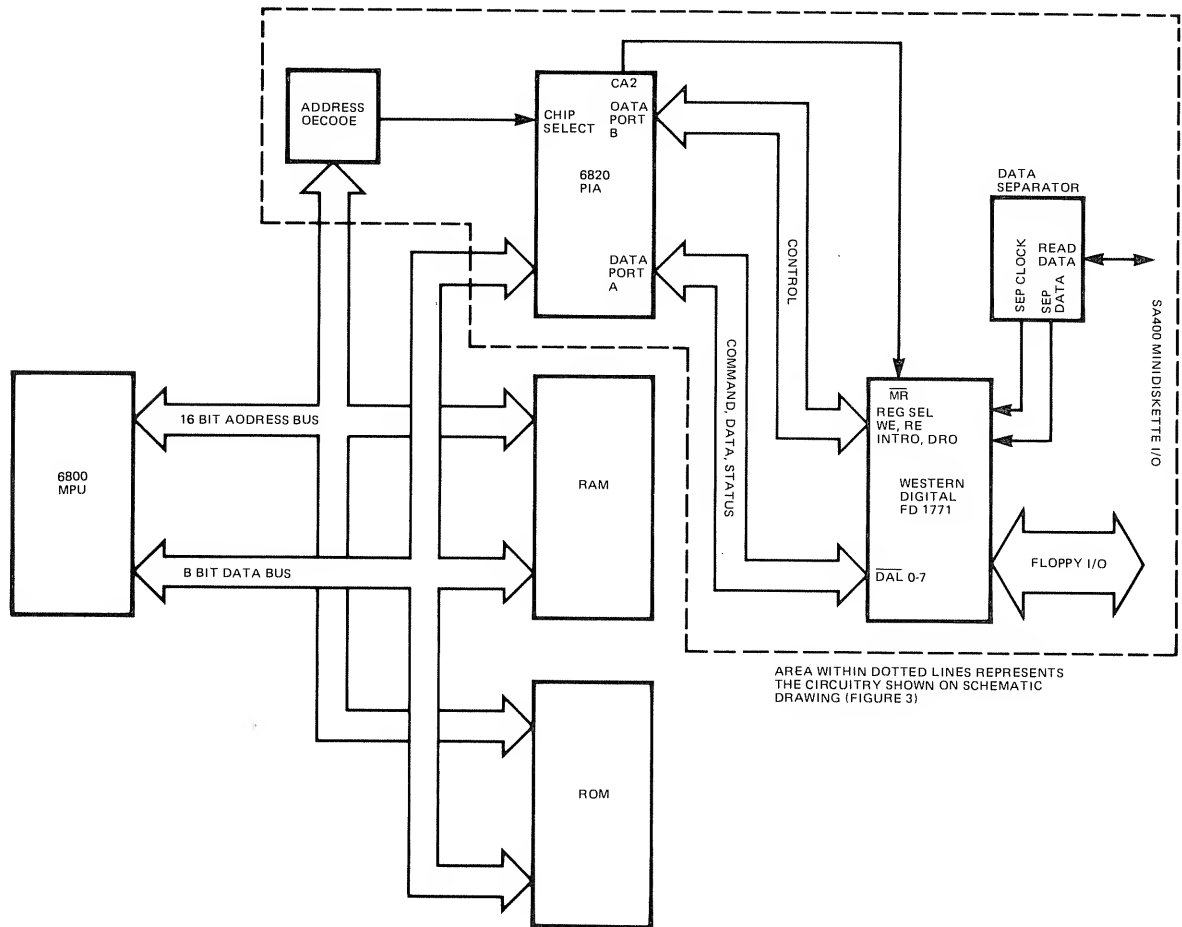 ADDRESS
OECOOE
CA2
CHIP
SELECT
OATA
PORT
B
6820
PIA
DATA
PORT
A
CONTROL
COMMAND, DATA, STATUS
DATA
SEPARATOR
SEP CLOCK
SEP
DATA
READ
DATA
SA400 MINIDISKETTE I/O
6800
MPU
16 BIT AODRESS BUS
B BIT DATA BUS
RAM
ROM
MR
REG SEL
WE, RE
INTRO, DRO
WESTERN
DIGITAL
FD 1771
DAL 0-7
FLOPPY I/O
AREA WITHIN DOTTED LINES REPRESENTS
THE CIRCUITRY SHOWN ON SCHEMATIC
DRAWING (FIGURE 3)